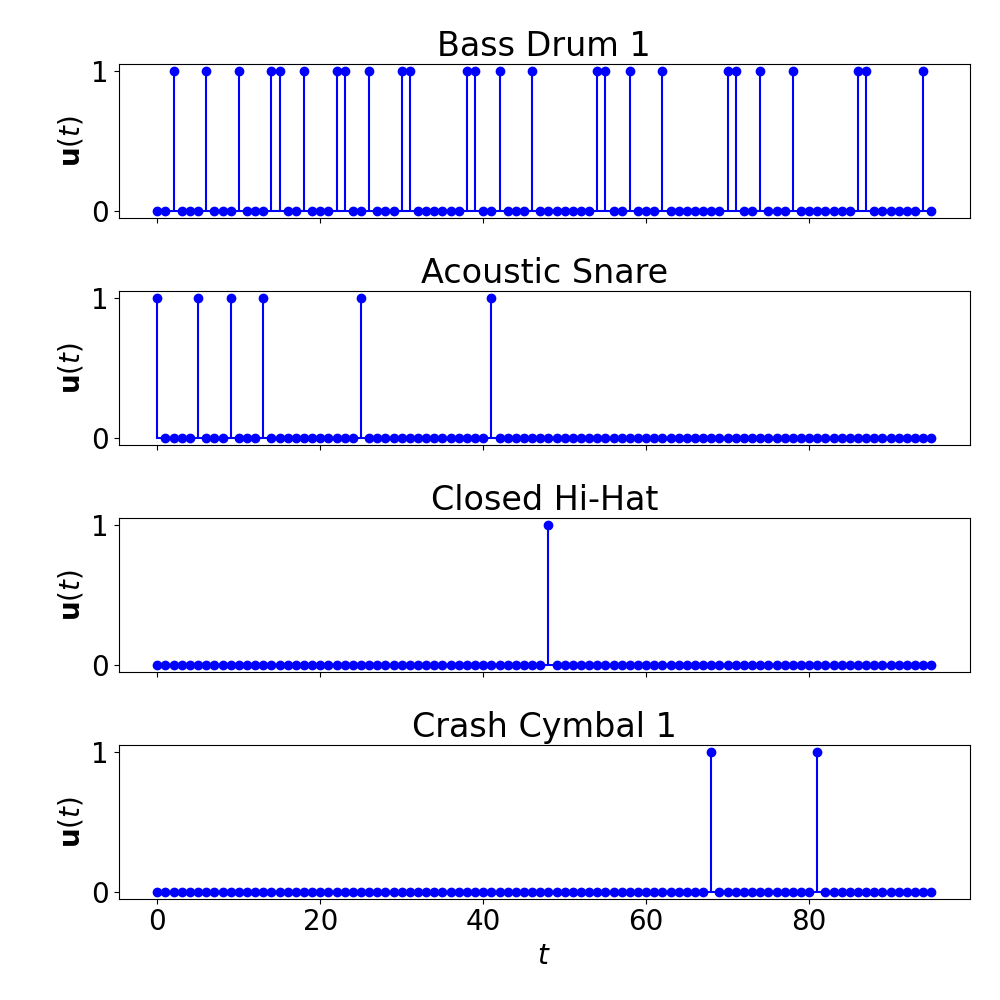 Bass Drum 1
1
u(t)
0
Acoustic Snare
1
u(t)
0
Closed Hi-Hat
1
u(t)
0
Crash Cymbal 1
1
u(t)
0
0 20 40 60 80
t